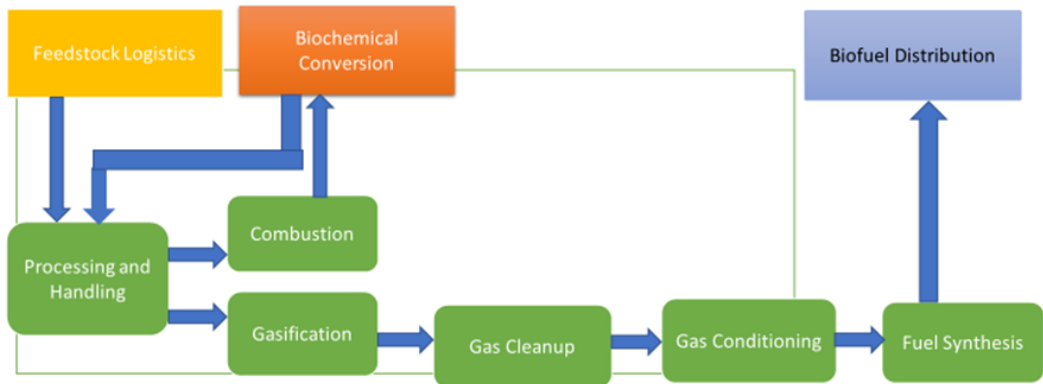 Feedstock Logistics
Biochemical
Conversion
Biofuel Distribution
Processing and
Handling
Combustion
Gasification
Gas Cleanup
Gas Conditioning
Fuel Synthesis